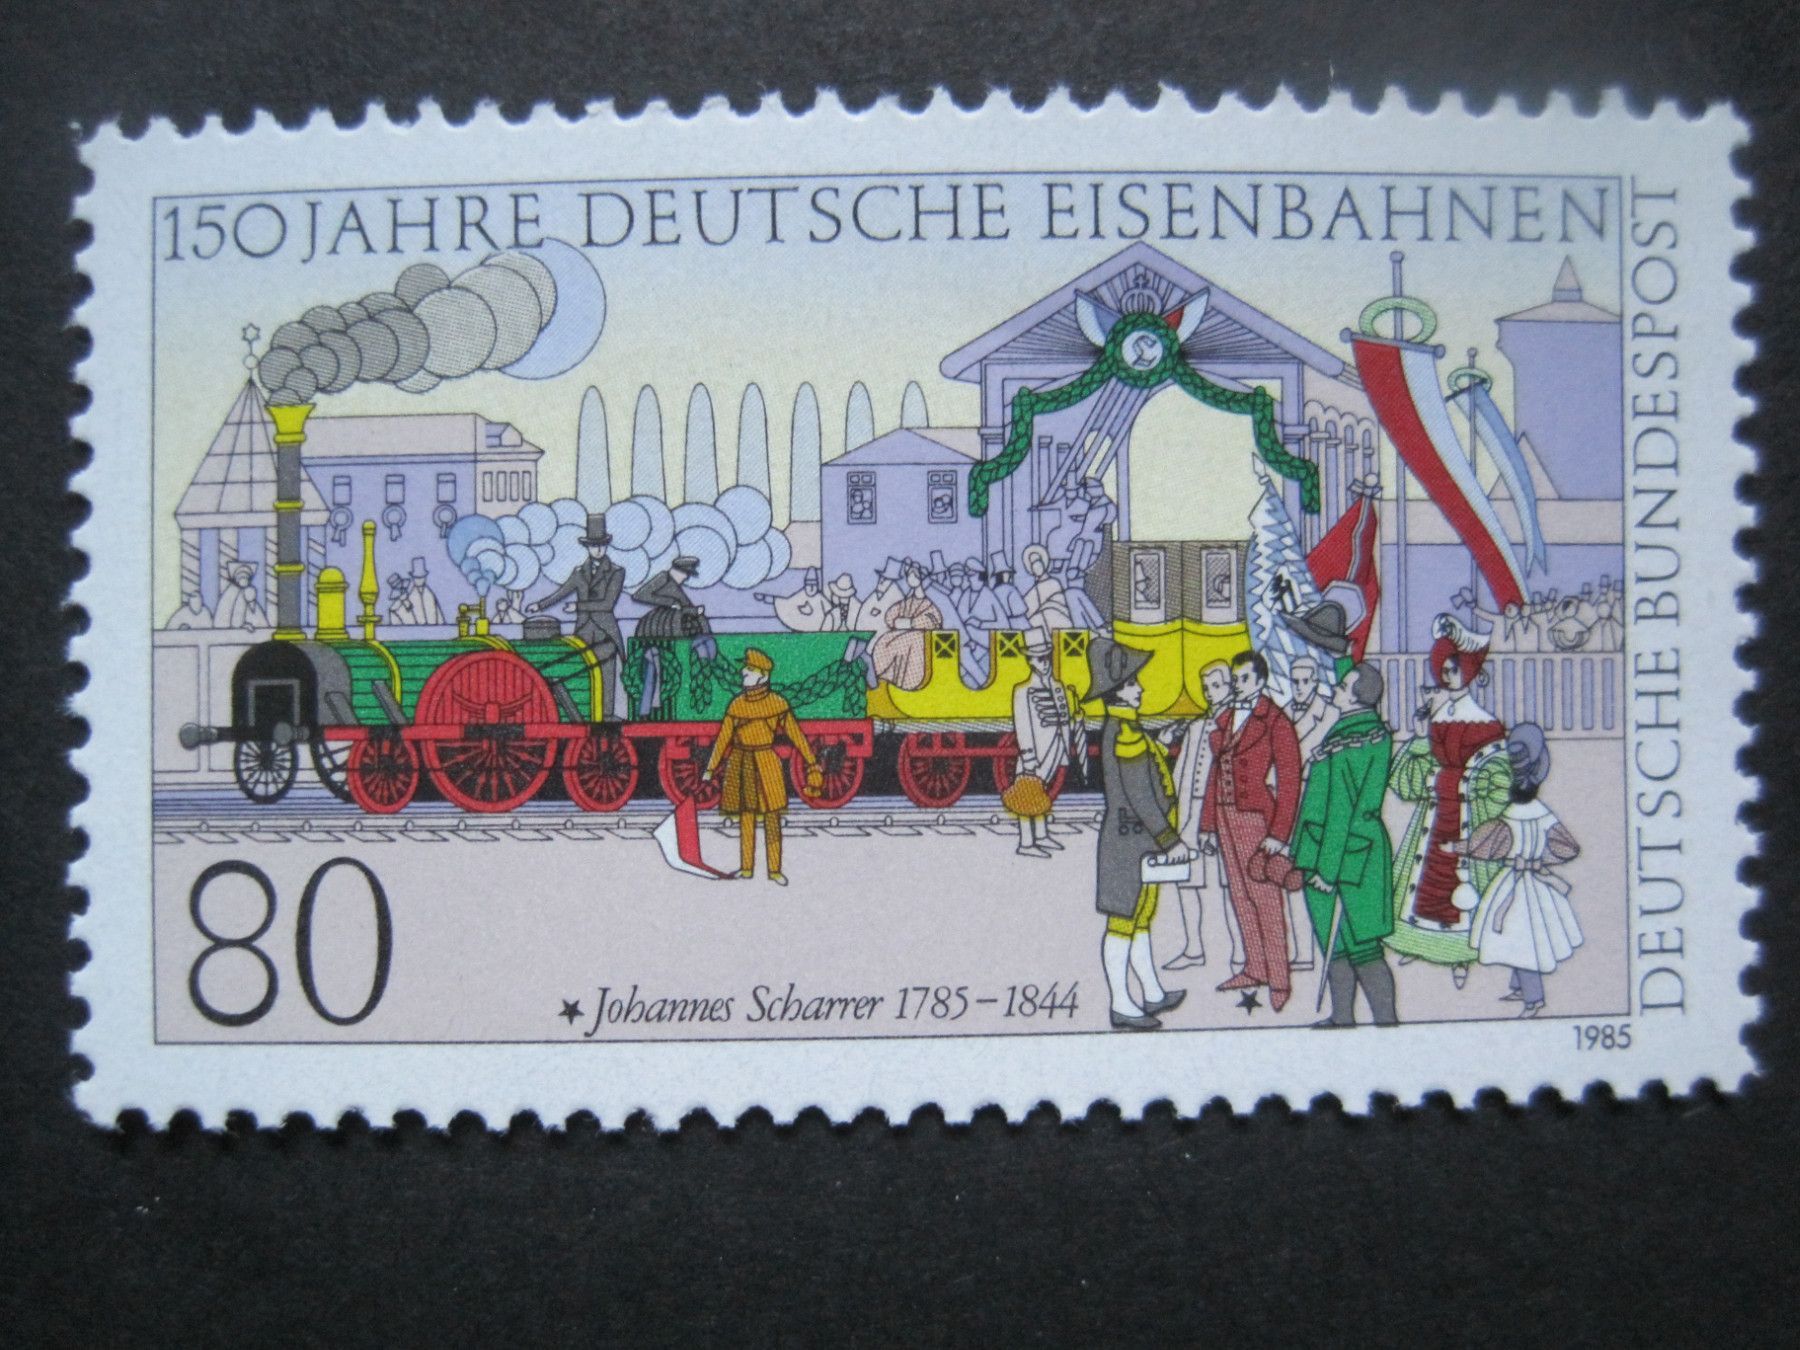 150 JAHRE DEUTSCHE EISENBAHNEN
DEUTSCHE BUNDESPOST
L
80
★ Johannes Scharrer 1785–1844
★
1985